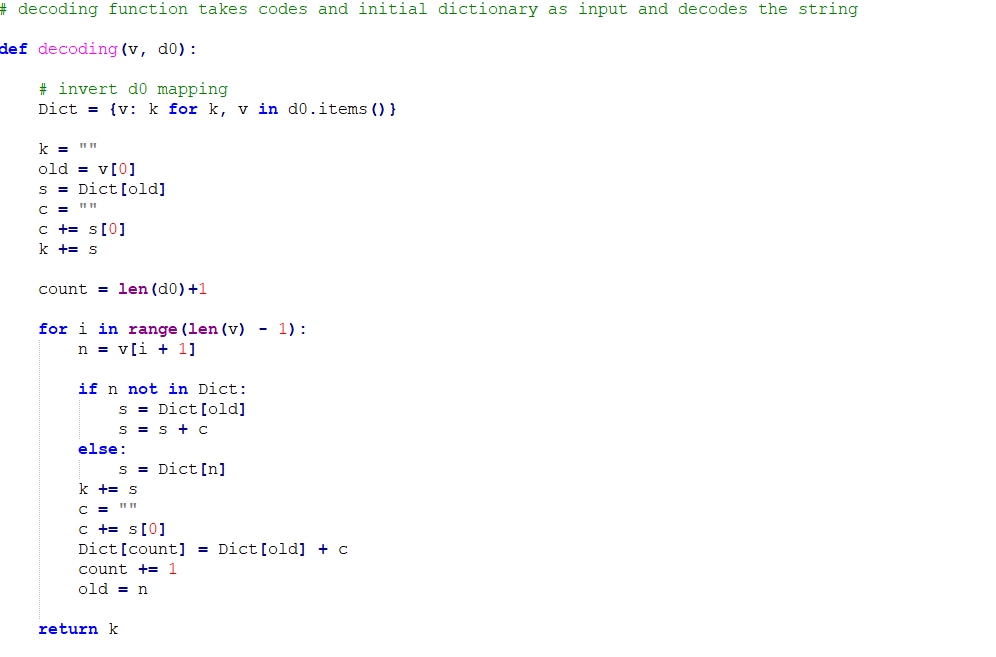 # decoding function takes codes and initial dictionary as input and decodes the string
def decoding(v, d0):
    # invert d0 mapping
    Dict = {v: k for k, v in d0.items()}
    k = ""
    old = v[0]
    s = Dict[old]
    c = ""
    c += s[0]
    k += s
    count = len(d0)+1
    for i in range(len(v) - 1):
        n = v[i + 1]
        if n not in Dict:
            s = Dict[old]
            s = s + c
        else:
            s = Dict[n]
        k += s
        c = ""
        c += s[0]
        Dict[count] = Dict[old] + c
        count += 1
        old = n
    return k